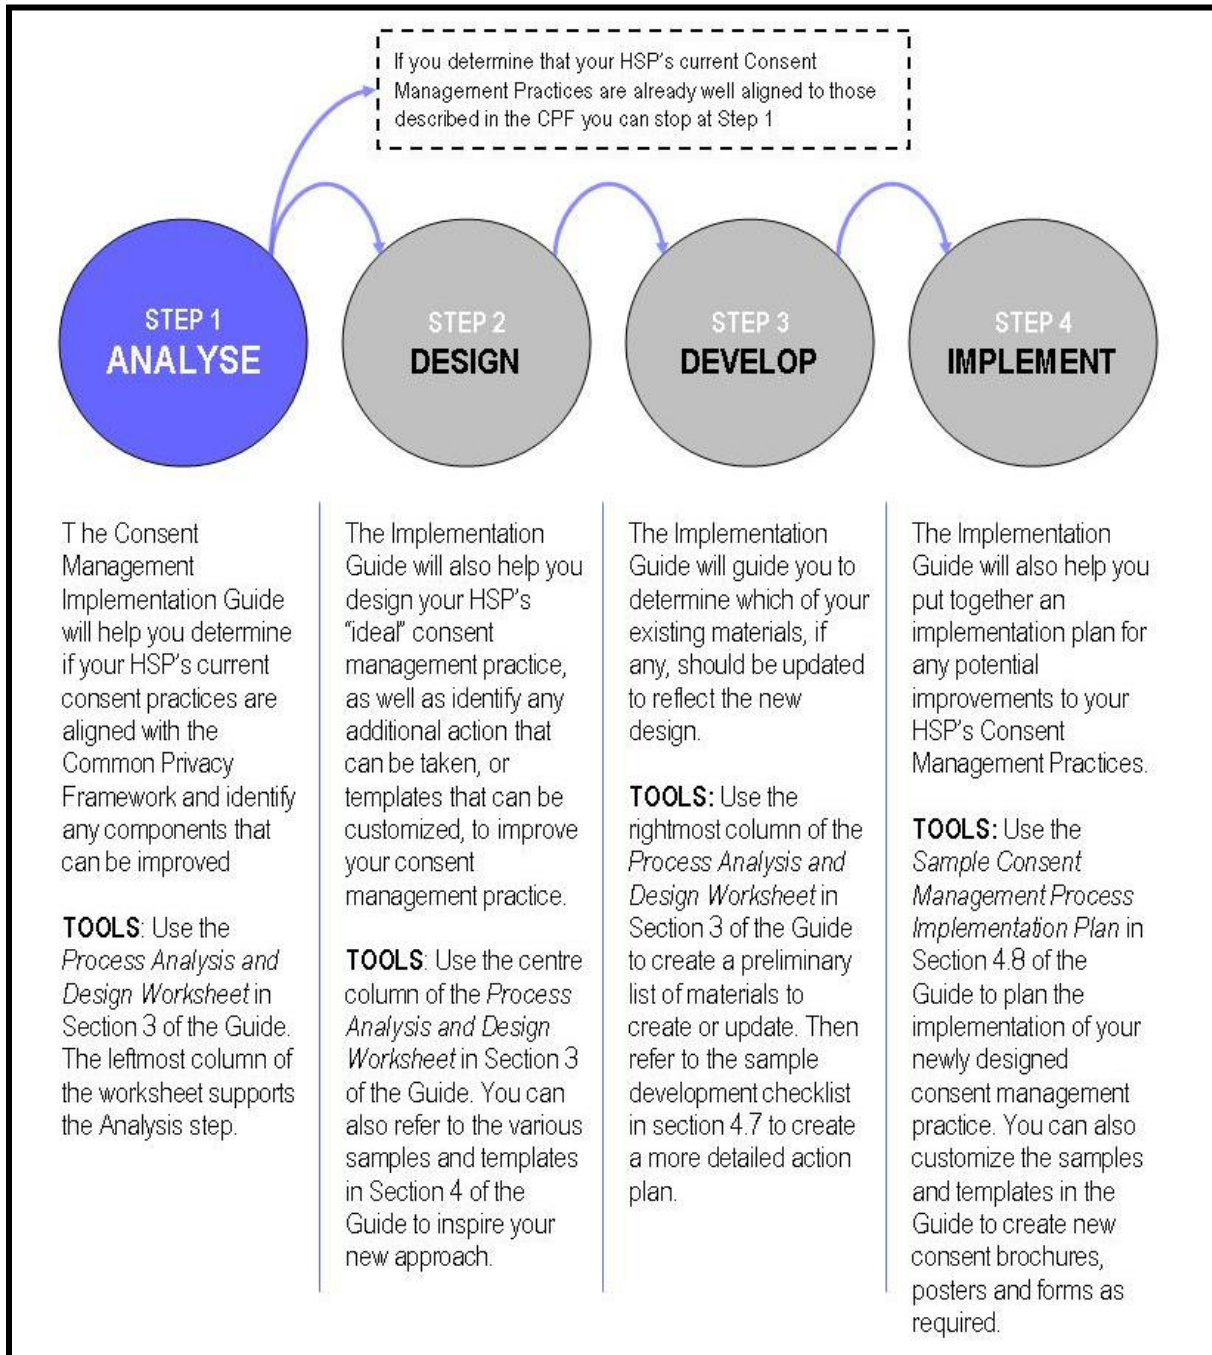 If you determine that your HSP's current Consent
Management Practices are already well aligned to those
described in the CPF you can stop at Step 1
STEP 1
ANALYSE
STEP 2
DESIGN
STEP 3
DEVELOP
STEP 4
IMPLEMENT
T he Consent
Management
Implementation Guide
will help you determine
if your HSP's current
consent practices are
aligned with the
Common Privacy
Framework and identify
any components that
can be improved
TOOLS: Use the
Process Analysis and
Design Worksheet in
Section 3 of the Guide.
The leftmost column of
the worksheet supports
the Analysis step.
The Implementation
Guide will also help you
design your HSP's
"ideal" consent
management practice,
as well as identify any
additional action that
can be taken, or
templates that can be
customized, to improve
your consent
management practice.
TOOLS: Use the centre
column of the Process
Analysis and Design
Worksheet in Section 3
of the Guide. You can
also refer to the various
samples and templates
in Section 4 of the
Guide to inspire your
new approach.
The Implementation
Guide will guide you to
determine which of your
existing materials, if
any, should be updated
to reflect the new
design.
TOOLS: Use the
rightmost column of the
Process Analysis and
Design Worksheet in
Section 3 of the Guide
to create a preliminary
list of materials to
create or update. Then
refer to the sample
development checklist
in section 4.7 to create
a more detailed action
plan.
The Implementation
Guide will also help you
put together an
implementation plan for
any potential
improvements to your
HSP's Consent
Management Practices.
TOOLS: Use the
Sample Consent
Management Process
Implementation Plan in
Section 4.8 of the
Guide to plan the
implementation of your
newly designed
consent management
practice. You can also
customize the samples
and templates in the
Guide to create new
consent brochures,
posters and forms as
required.